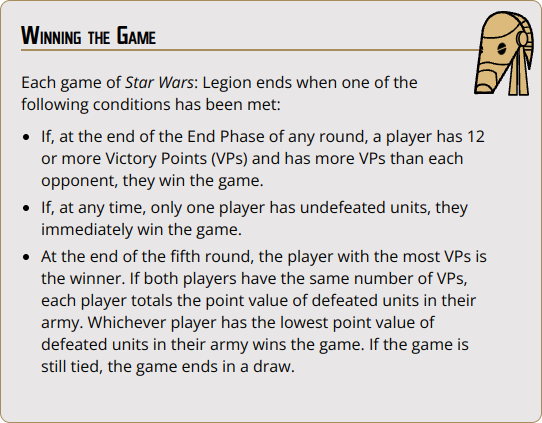 Winning the Game
Each game of Star Wars: Legion ends when one of the
following conditions has been met:
• If, at the end of the End Phase of any round, a player has 12
or more Victory Points (VPs) and has more VPs than each
opponent, they win the game.
• If, at any time, only one player has undefeated units, they
immediately win the game.
• At the end of the fifth round, the player with the most VPs is
the winner. If both players have the same number of VPs,
each player totals the point value of defeated units in their
army. Whichever player has the lowest point value of
defeated units in their army wins the game. If the game is
still tied, the game ends in a draw.